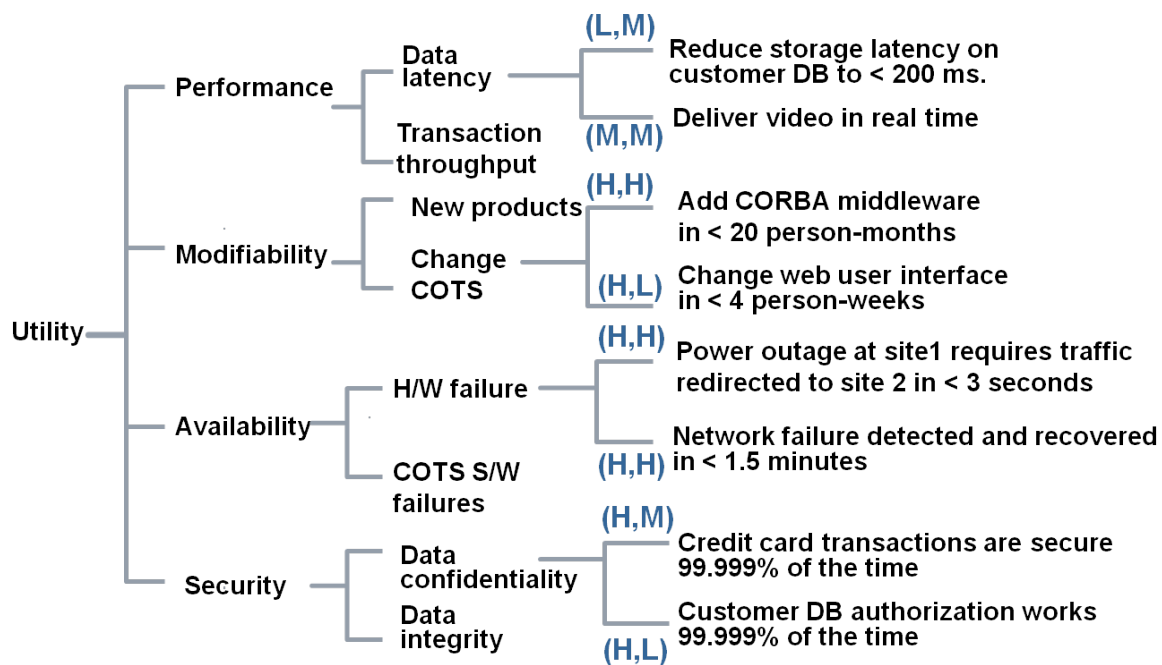 Utility
Performance
Data
latency
(L,M)
Reduce storage latency on
customer DB to < 200 ms.
(M,M)
Deliver video in real time
Transaction
throughput
Modifiability
New products
Change
COTS
(H,H)
Add CORBA middleware
in < 20 person-months
(H,L)
Change web user interface
in < 4 person-weeks
Availability
H/W failure
(H,H)
Power outage at site1 requires traffic
redirected to site 2 in < 3 seconds
(H,H)
Network failure detected and recovered
in < 1.5 minutes
COTS S/W
failures
Security
Data
confidentiality
(H,M)
Credit card transactions are secure
99.999% of the time
(H,L)
Customer DB authorization works
99.999% of the time
Data
integrity